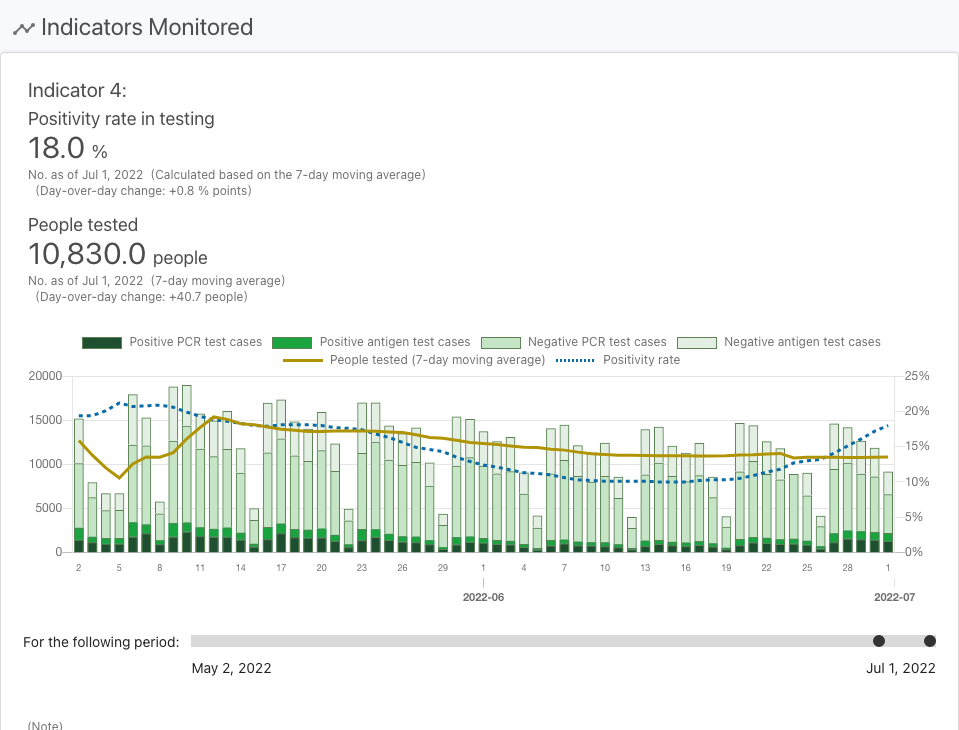 Indicators Monitored
Indicator 4:
Positivity rate in testing
18.0 %
No. as of Jul 1, 2022 (Calculated based on the 7-day moving average)
(Day-over-day change: +0.8 % points)
People tested
10,830.0 people
No. as of Jul 1, 2022 (7-day moving average)
(Day-over-day change: +40.7 people)
Positive PCR test cases Positive antigen test cases Negative PCR test cases Negative antigen test cases
People tested (7-day moving average) Positivity rate
20000 25%
20%
15000
15%
10000
10%
5000
5%
0 0%
2 5 8 11 14 17 20 23 26 29 1 4 7 10 13 16 19 22 25 28 1
2022-06 2022-07
For the following period:
May 2, 2022 Jul 1, 2022
(Note)